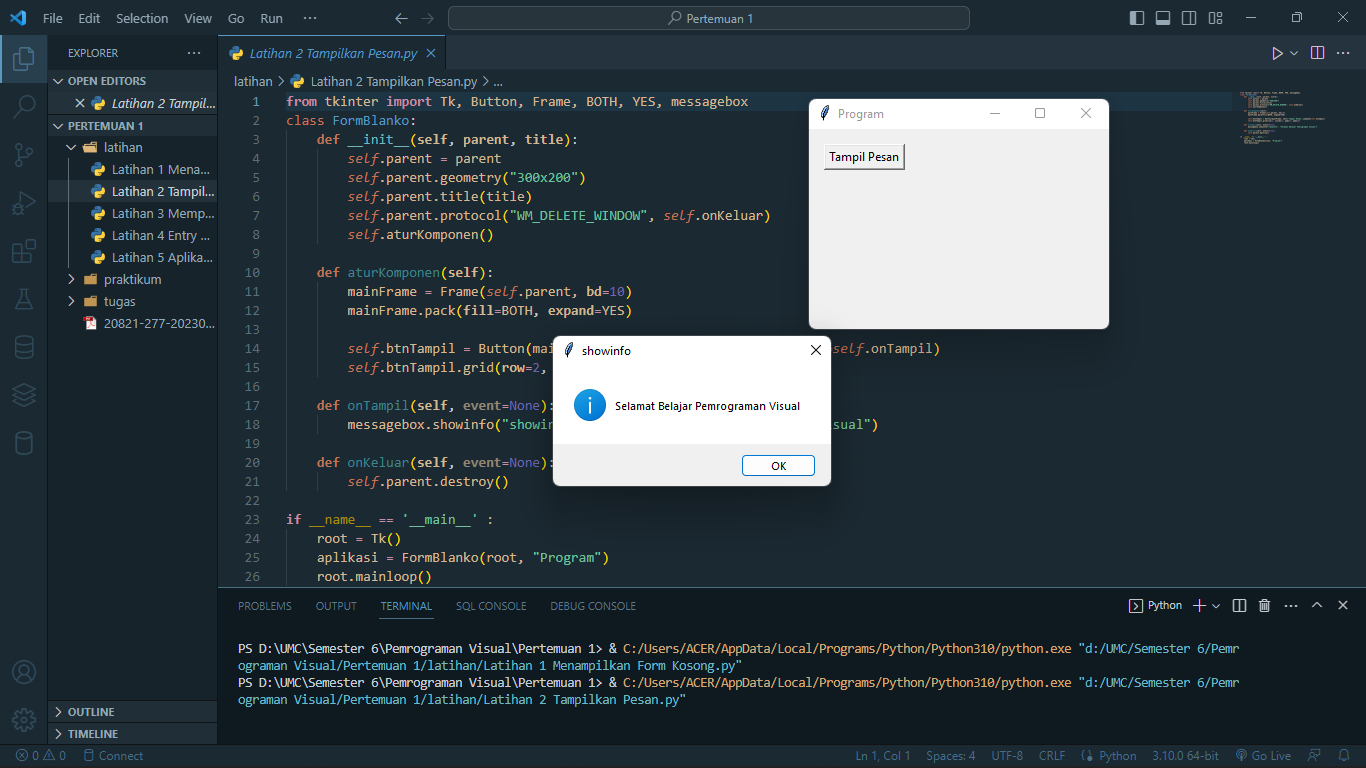 File Edit Selection View Go Run ··· Pertemuan 1
EXPLORER ···
OPEN EDITORS
Latihan 2 Tampil...
PERTEMUAN 1
latihan
Latihan 1 Mena...
Latihan 2 Tampil...
Latihan 3 Memp...
Latihan 4 Entry ...
Latihan 5 Aplika...
praktikum
tugas
20821-277-20230...
OUTLINE
TIMELINE
Latihan 2 Tampilkan Pesan.py
latihan > Latihan 2 Tampilkan Pesan.py > ...
1 from tkinter import Tk, Button, Frame, BOTH, YES, messagebox
2 class FormBlanko:
3 def __init__(self, parent, title):
4 self.parent = parent
5 self.parent.geometry("300x200")
6 self.parent.title(title)
7 self.parent.protocol("WM_DELETE_WINDOW", self.onKeluar)
8 self.aturKomponen()
9
10 def aturKomponen(self):
11 mainFrame = Frame(self.parent, bd=10)
12 mainFrame.pack(fill=BOTH, expand=YES)
13
14 self.btnTampil = Button(mai self.onTampil)
15 self.btnTampil.grid(row=2,
16
17 def onTampil(self, event=None):
18 messagebox.showinfo("showin sual")
19
20 def onKeluar(self, event=None):
21 self.parent.destroy()
22
23 if __name__ == '__main__' :
24 root = Tk()
25 aplikasi = FormBlanko(root, "Program")
26 root.mainloop()
Program
Tampil Pesan
showinfo
Selamat Belajar Pemrograman Visual
OK
PROBLEMS OUTPUT TERMINAL SQL CONSOLE DEBUG CONSOLE Python
PS D:\UMC\Semester 6\Pemrograman Visual\Pertemuan 1> & C:/Users/ACER/AppData/Local/Programs/Python/Python310/python.exe "d:/UMC/Semester 6/Pemr
ograman Visual/Pertemuan 1/latihan/Latihan 1 Menampilkan Form Kosong.py"
PS D:\UMC\Semester 6\Pemrograman Visual\Pertemuan 1> & C:/Users/ACER/AppData/Local/Programs/Python/Python310/python.exe "d:/UMC/Semester 6/Pemr
ograman Visual/Pertemuan 1/latihan/Latihan 2 Tampilkan Pesan.py"
0 0 Connect Ln 1, Col 1 Spaces: 4 UTF-8 CRLF Python 3.10.0 64-bit Go Live